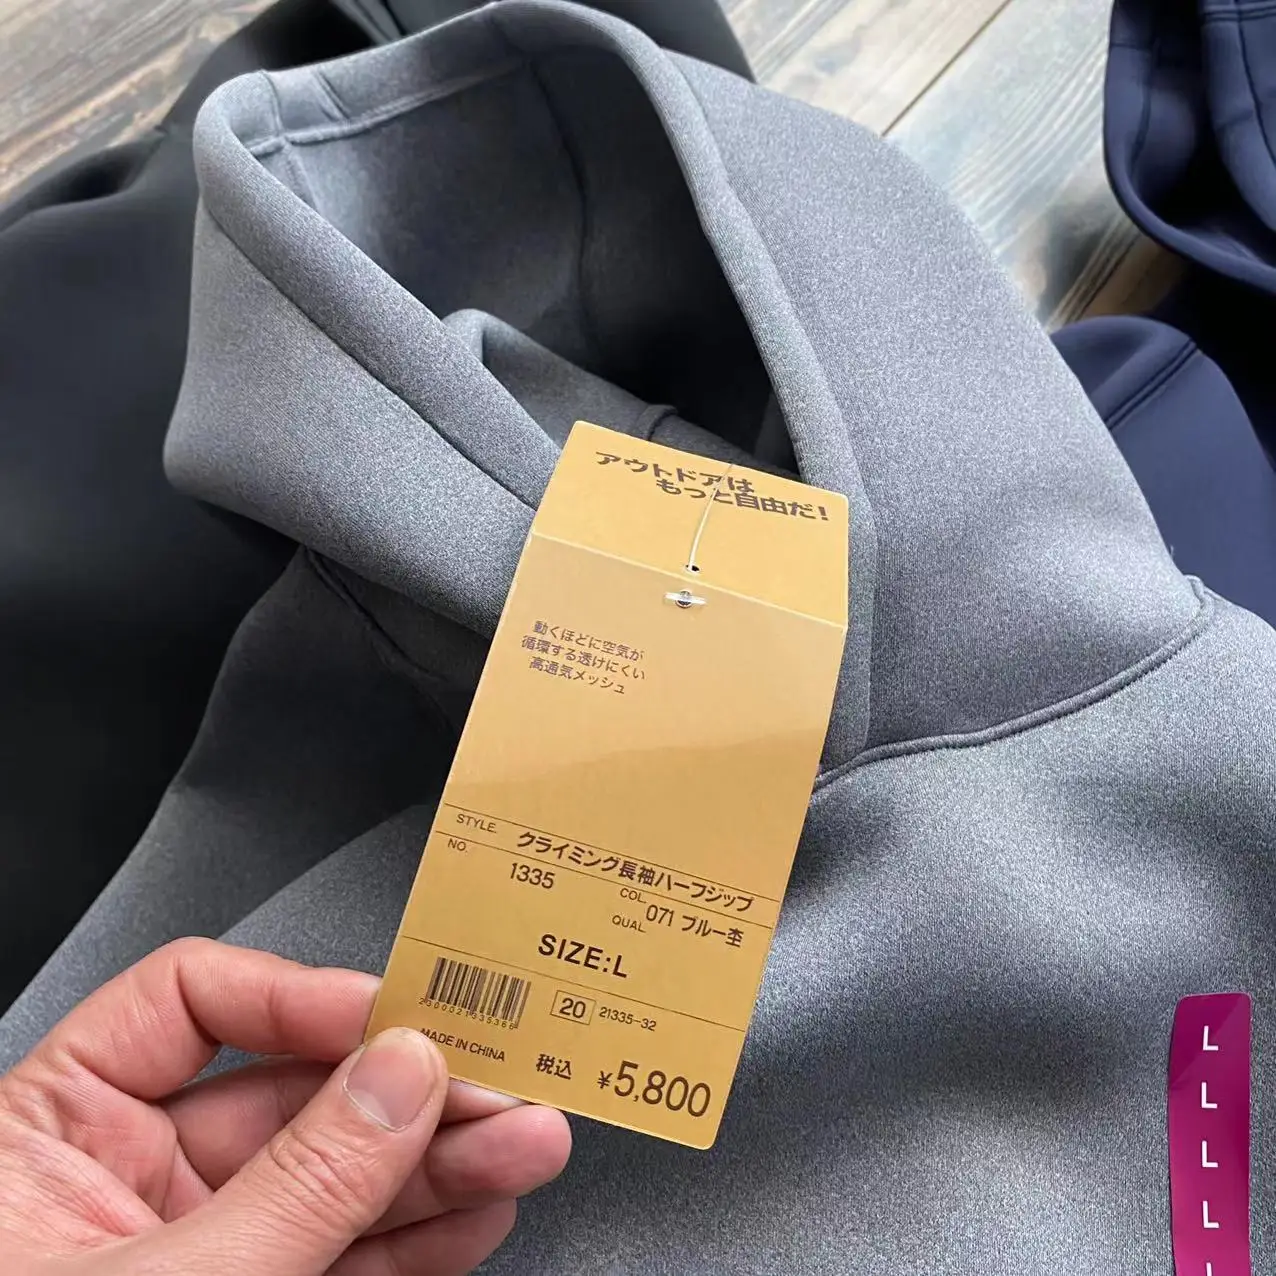 アウトドアは
もっと自由だ!
動くほどに空気が
循環する透けにくい
高通気メッシュ
STYLE. クライミング長袖ハーフジップ
NO. 1335 COL. 071 ブルー杢
QUAL.
SIZE:L
2300021335366
20 21335-32
MADE IN CHINA
税込 ¥5,800
L
L
L
L